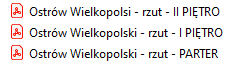 Ostrów Wielkopolsi - rzut - II PIĘTRO
Ostrów Wielkopolski - rzut - I PIĘTRO
Ostrów Wielkopolski - rzut - PARTER